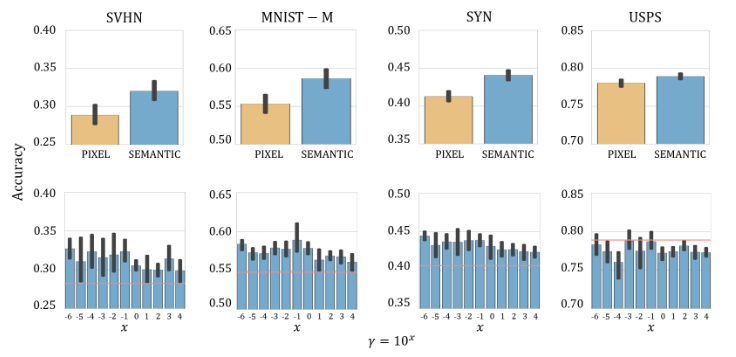 SVHN MNIST − M SYN USPS
0.40 0.65 0.50 0.85
0.35 0.60 0.45 0.80
0.30 0.55 0.40 0.75
0.25 0.50 0.35 0.70
PIXEL SEMANTIC PIXEL SEMANTIC PIXEL SEMANTIC PIXEL SEMANTIC
Accuracy
0.40 0.65 0.50 0.85
0.35 0.60 0.45 0.80
0.30 0.55 0.40 0.75
0.25 0.50 0.35 0.70
-6 -5 -4 -3 -2 -1 0 1 2 3 4 -6 -5 -4 -3 -2 -1 0 1 2 3 4 -6 -5 -4 -3 -2 -1 0 1 2 3 4 -6 -5 -4 -3 -2 -1 0 1 2 3 4
x x x x
γ = 10ˣ